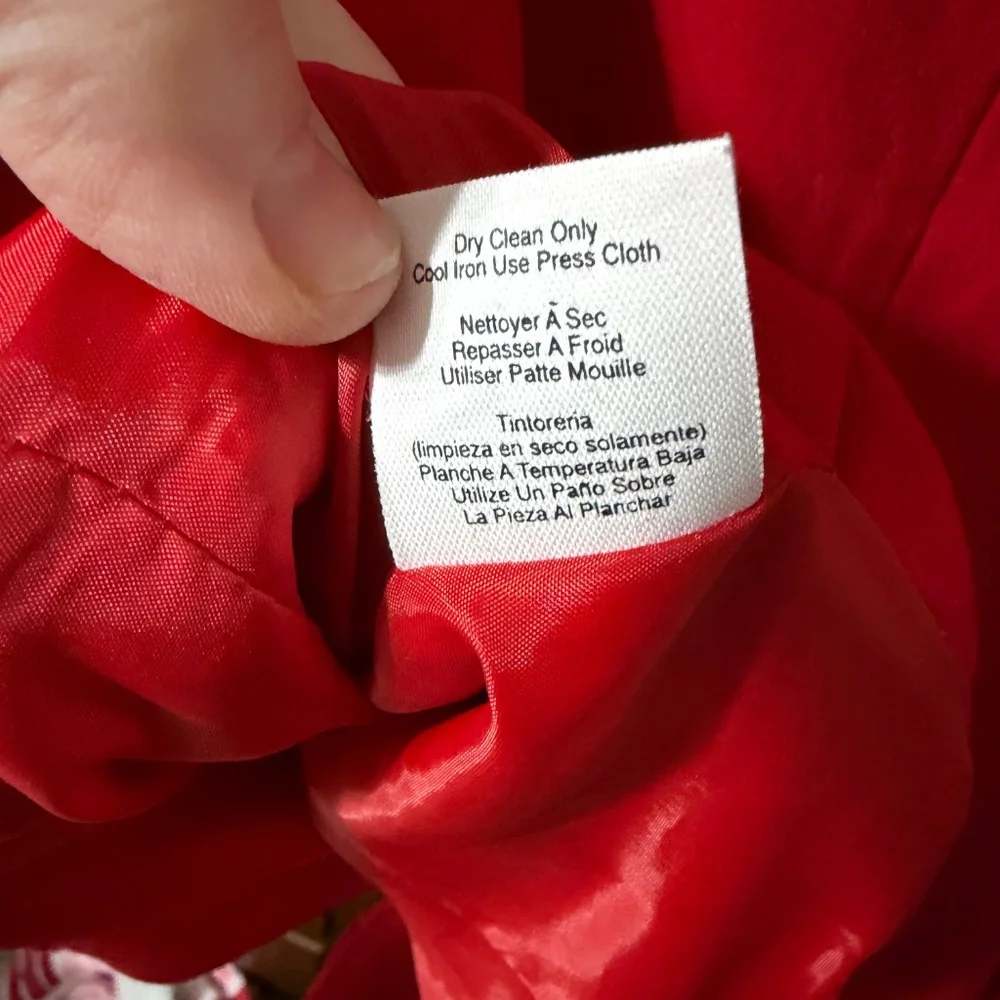 Dry Clean Only
Cool Iron Use Press Cloth
Nettoyer À Sec
Repasser A Froid
Utiliser Patte Mouille
Tintoreria
(limpieza en seco solamente)
Planche A Temperatura Baja
Utilize Un Paño Sobre
La Pieza Al Planchar